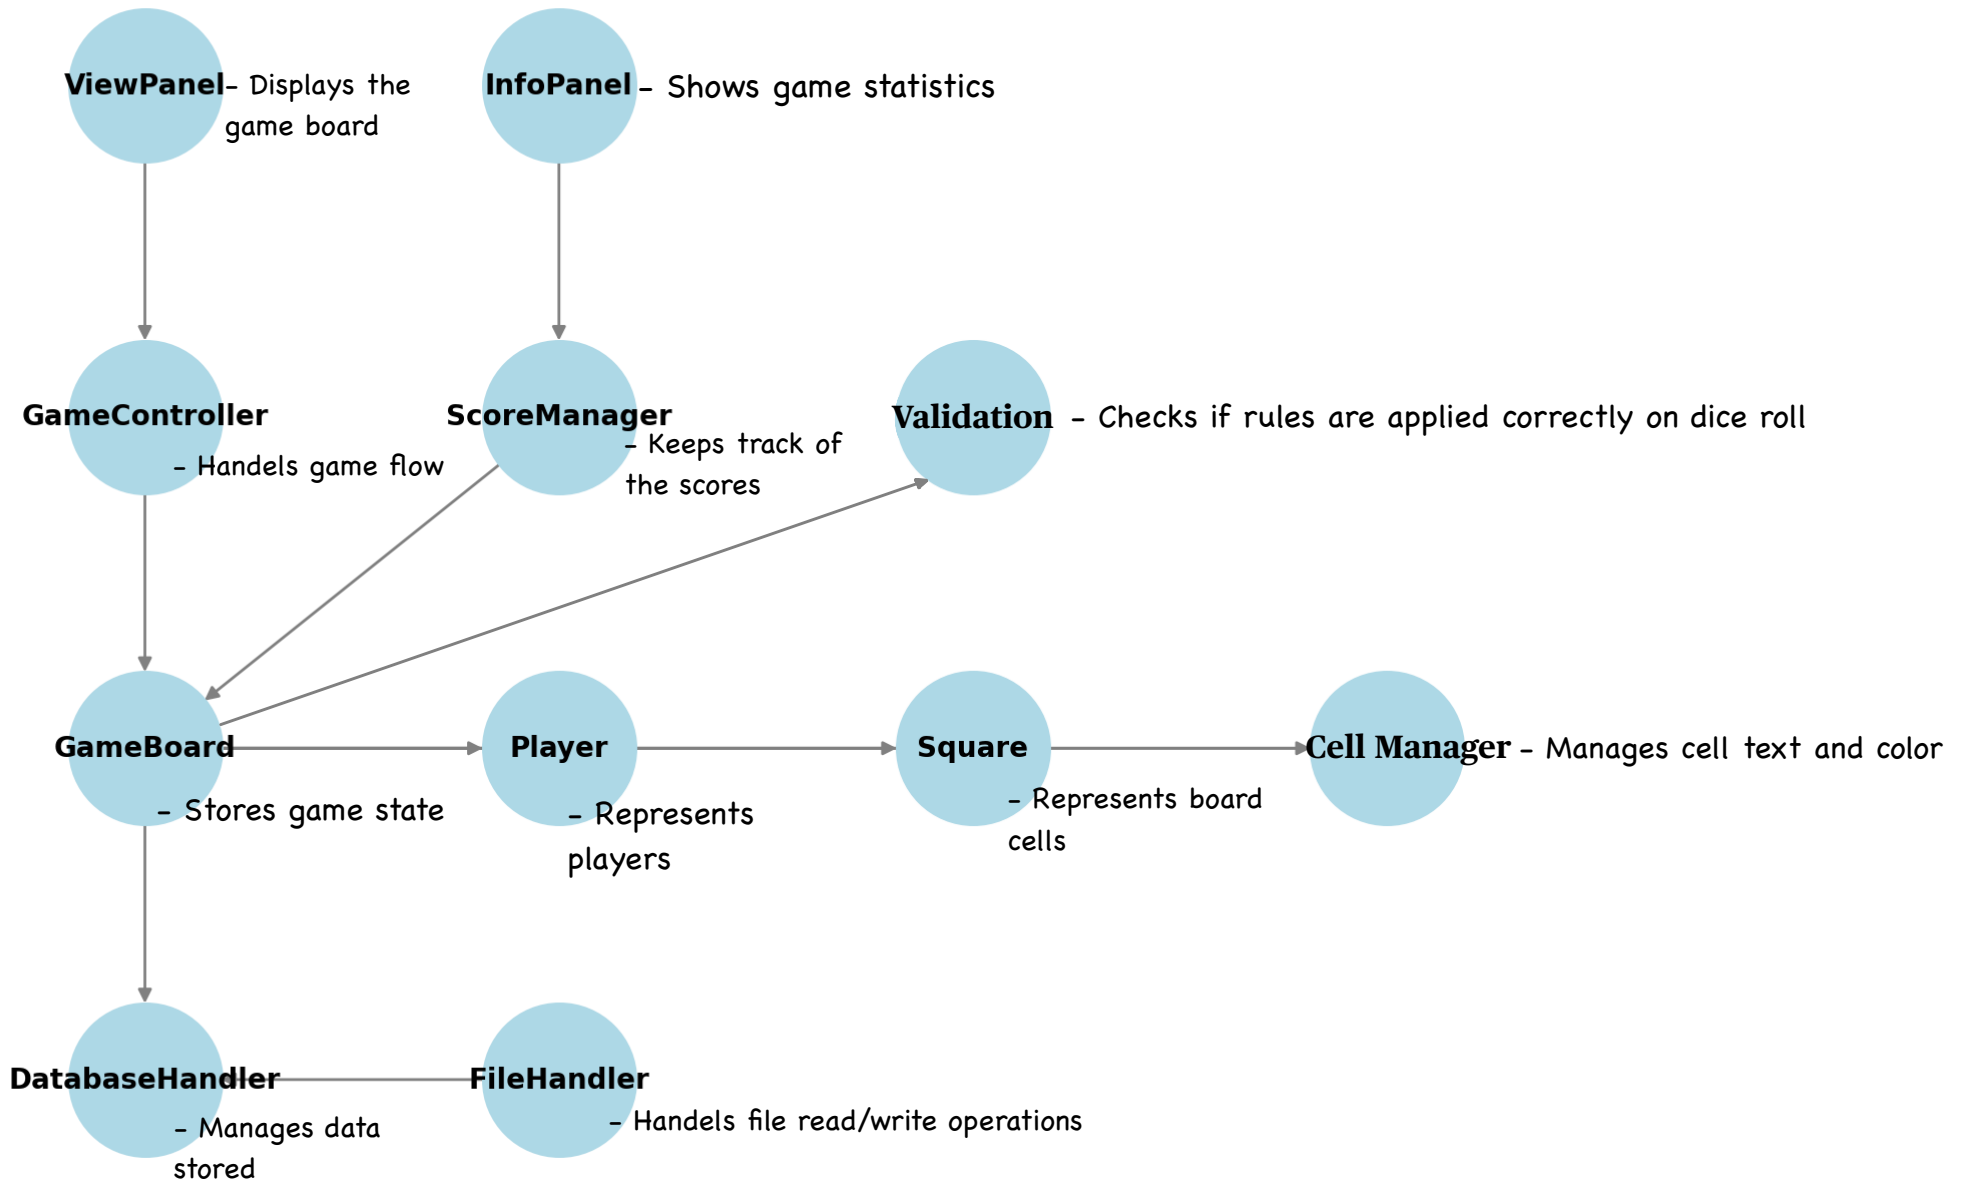 ViewPanel
- Displays the
game board
InfoPanel
- Shows game statistics
GameController
- Handels game flow
ScoreManager
- Keeps track of
the scores
Validation
- Checks if rules are applied correctly on dice roll
GameBoard
- Stores game state
Player
- Represents
players
Square
- Represents board
cells
Cell Manager
- Manages cell text and color
DatabaseHandler
- Manages data
stored
FileHandler
- Handels file read/write operations